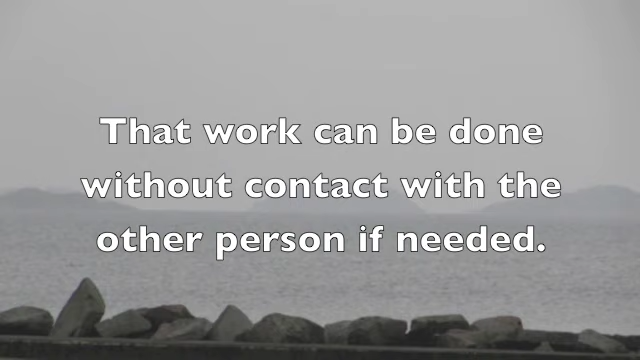 That work can be done
without contact with the
other person if needed.